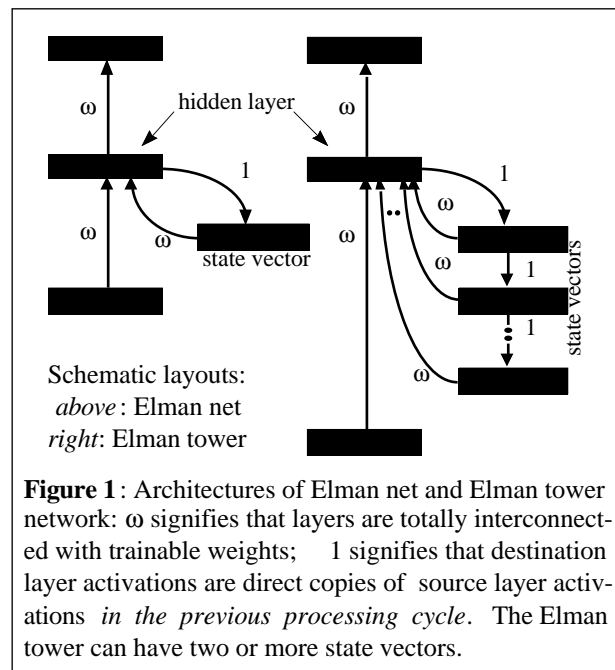 ω
hidden layer
ω
1
1
ω
ω
ω
ω
state vector
ω
1
state vectors
1
ω
Schematic layouts:
above: Elman net
right: Elman tower
Figure 1: Architectures of Elman net and Elman tower
network: ω signifies that layers are totally interconnect-
ed with trainable weights; 1 signifies that destination
layer activations are direct copies of source layer activ-
ations in the previous processing cycle. The Elman
tower can have two or more state vectors.